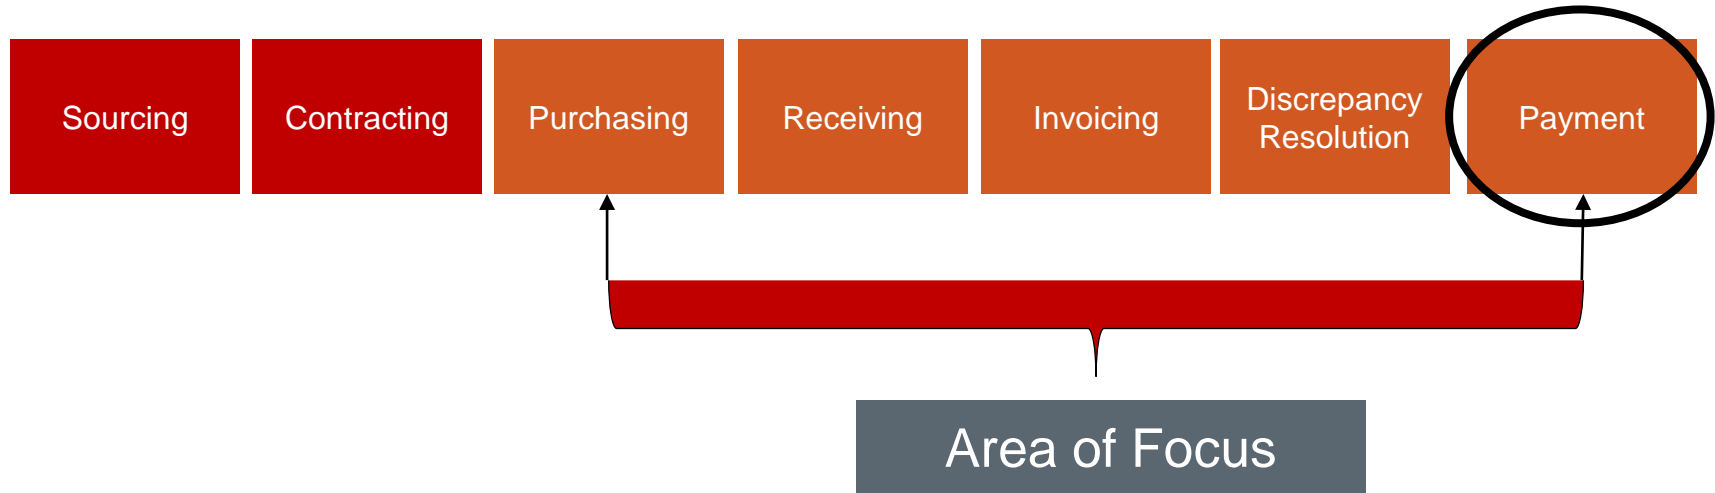 Sourcing
Contracting
Purchasing
Receiving
Invoicing
Discrepancy
Resolution
Payment
Area of Focus